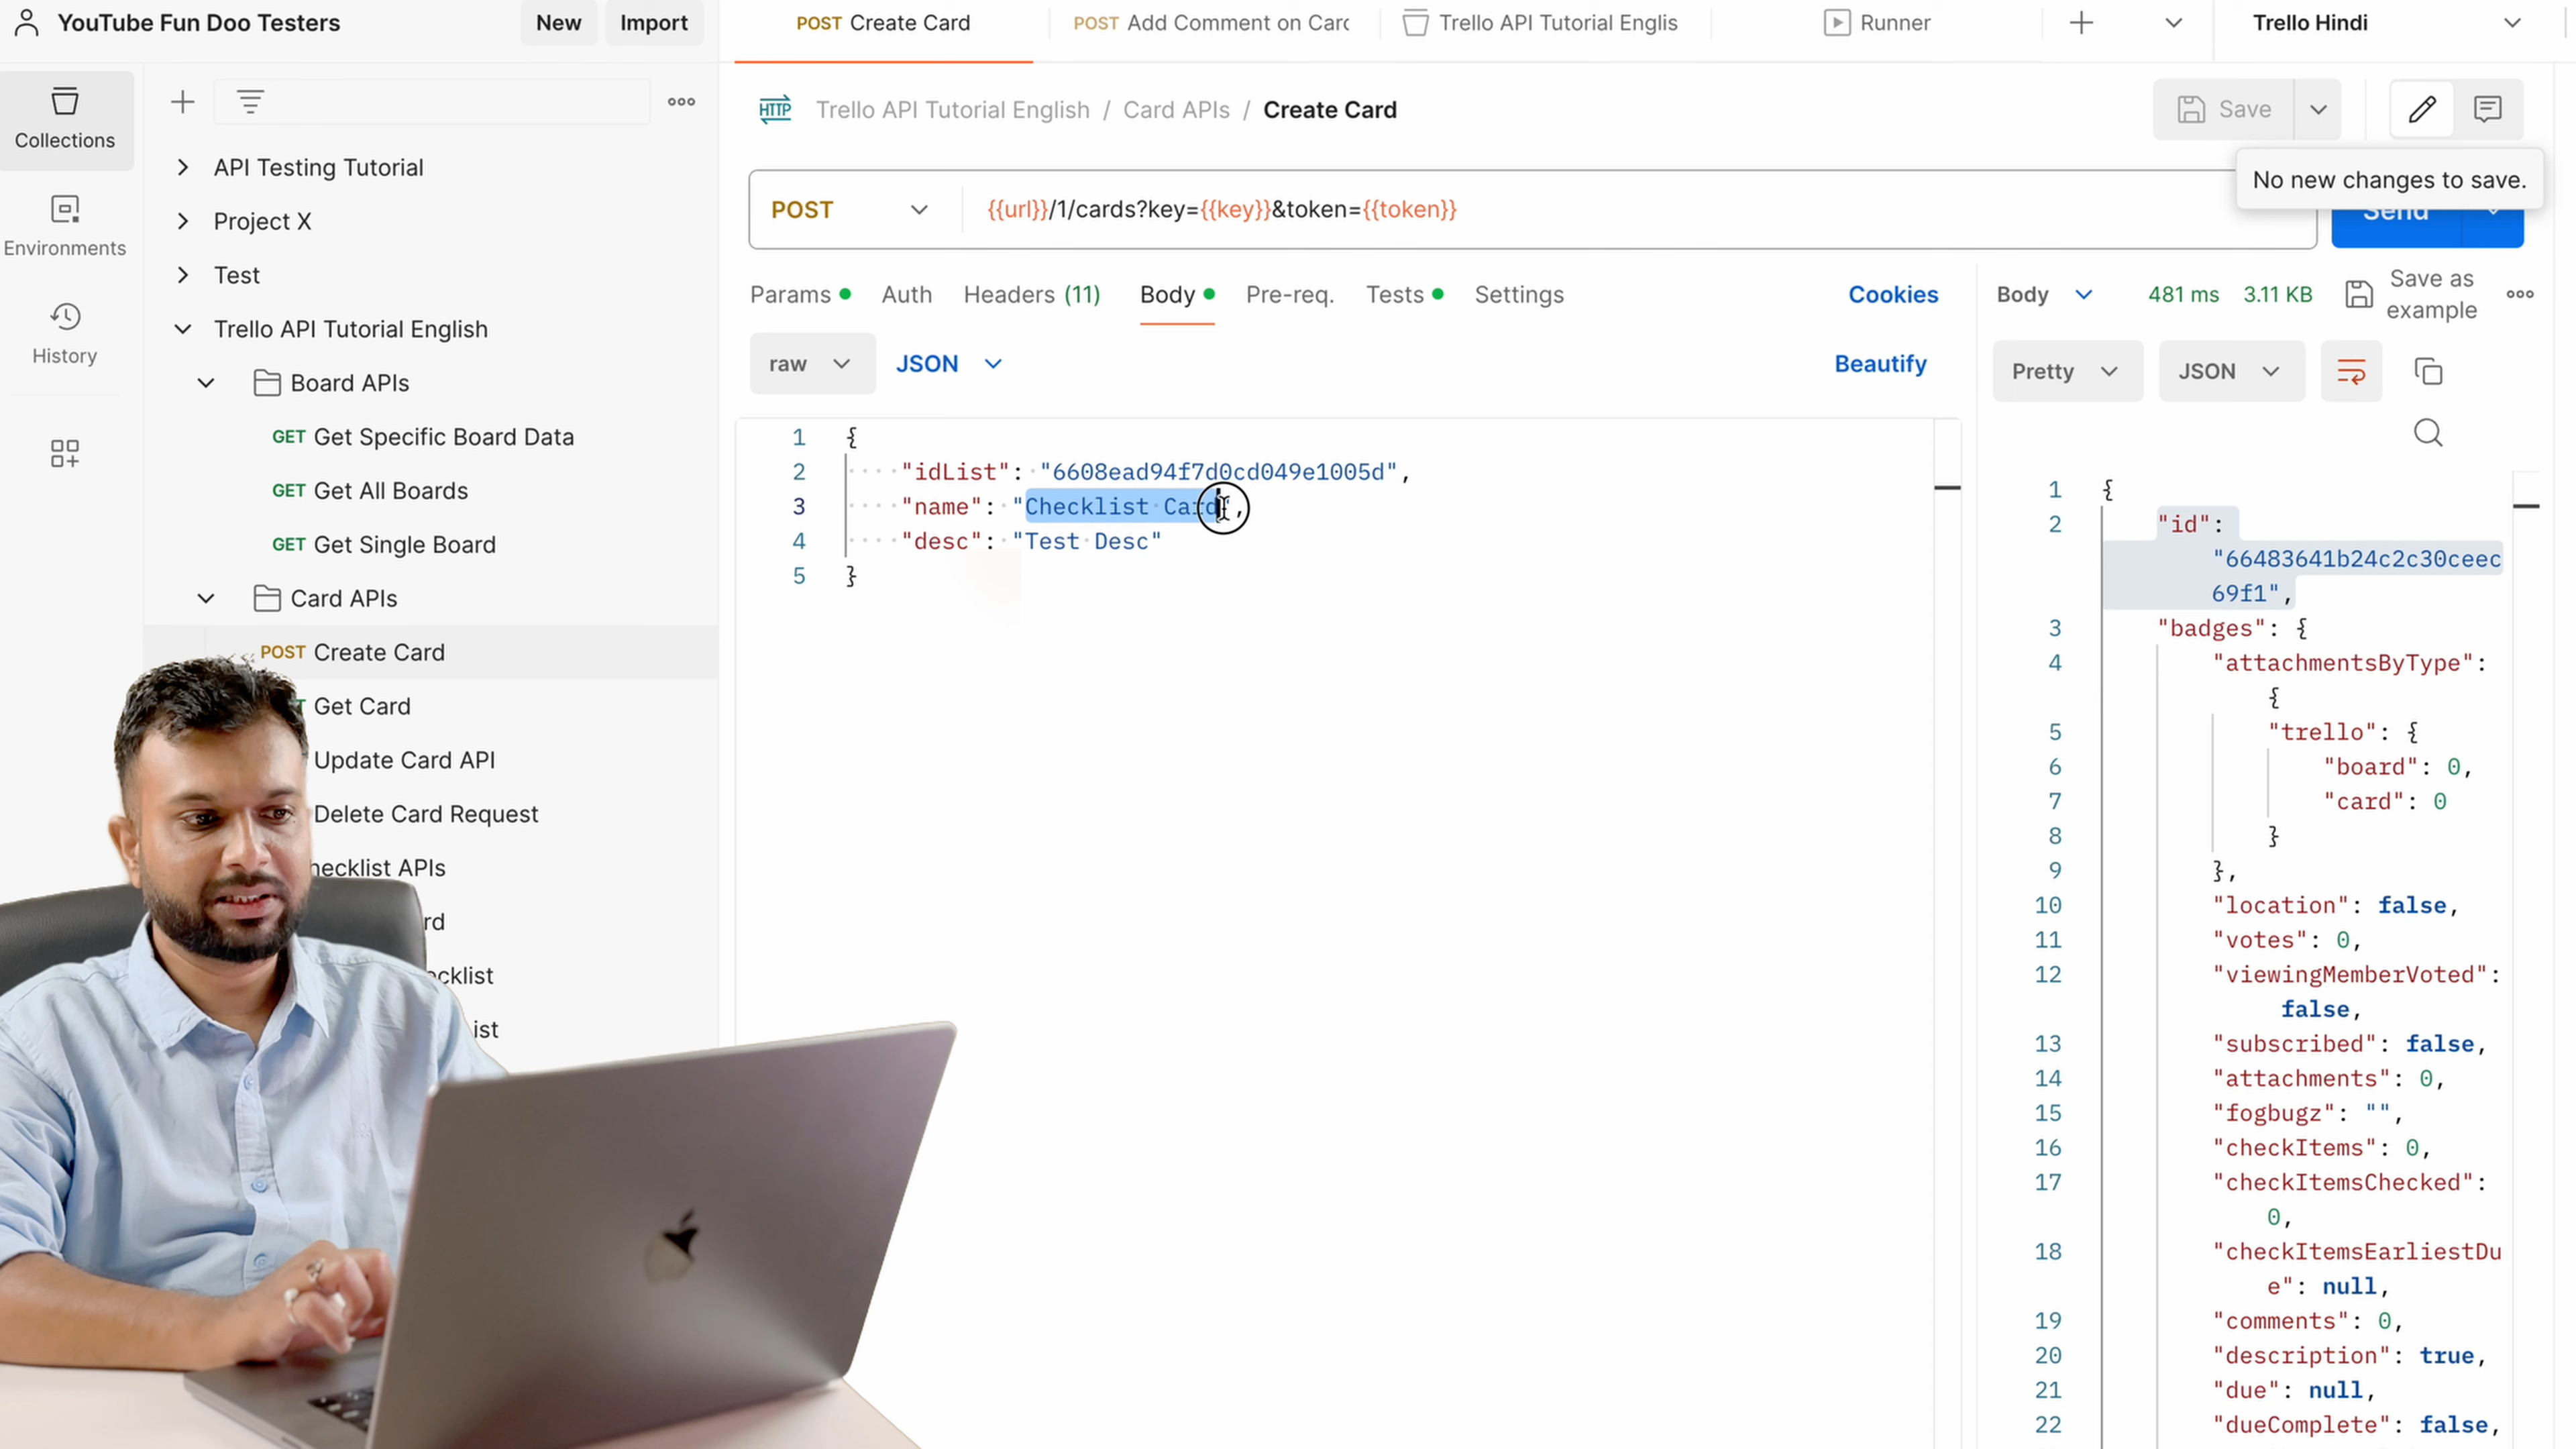 YouTube Fun Doo Testers
New
Import
POST Create Card
POST Add Comment on Card
Trello API Tutorial Englis
Runner
Trello Hindi
Collections
Environments
History
API Testing Tutorial
Project X
Test
Trello API Tutorial English
Board APIs
GET Get Specific Board Data
GET Get All Boards
GET Get Single Board
Card APIs
POST Create Card
Get Card
Update Card API
Delete Card Request
hecklist APIs
rd
cklist
ist
HTTP Trello API Tutorial English / Card APIs / Create Card
Save
No new changes to save.
POST
{{url}}/1/cards?key={{key}}&token={{token}}
Send
Params
Auth
Headers (11)
Body
Pre-req.
Tests
Settings
Cookies
raw
JSON
Beautify
1 {
2 "idList": "6608ead94f7d0cd049e1005d",
3 "name": "Checklist Card",
4 "desc": "Test Desc"
5 }
Body
481 ms
3.11 KB
Save as
example
Pretty
JSON
1 {
2 "id":
"66483641b24c2c30ceec
69f1",
3 "badges": {
4 "attachmentsByType":
{
5 "trello": {
6 "board": 0,
7 "card": 0
8 }
9 },
10 "location": false,
11 "votes": 0,
12 "viewingMemberVoted":
false,
13 "subscribed": false,
14 "attachments": 0,
15 "fogbugz": "",
16 "checkItems": 0,
17 "checkItemsChecked":
0,
18 "checkItemsEarliestDu
e": null,
19 "comments": 0,
20 "description": true,
21 "due": null,
22 "dueComplete": false,